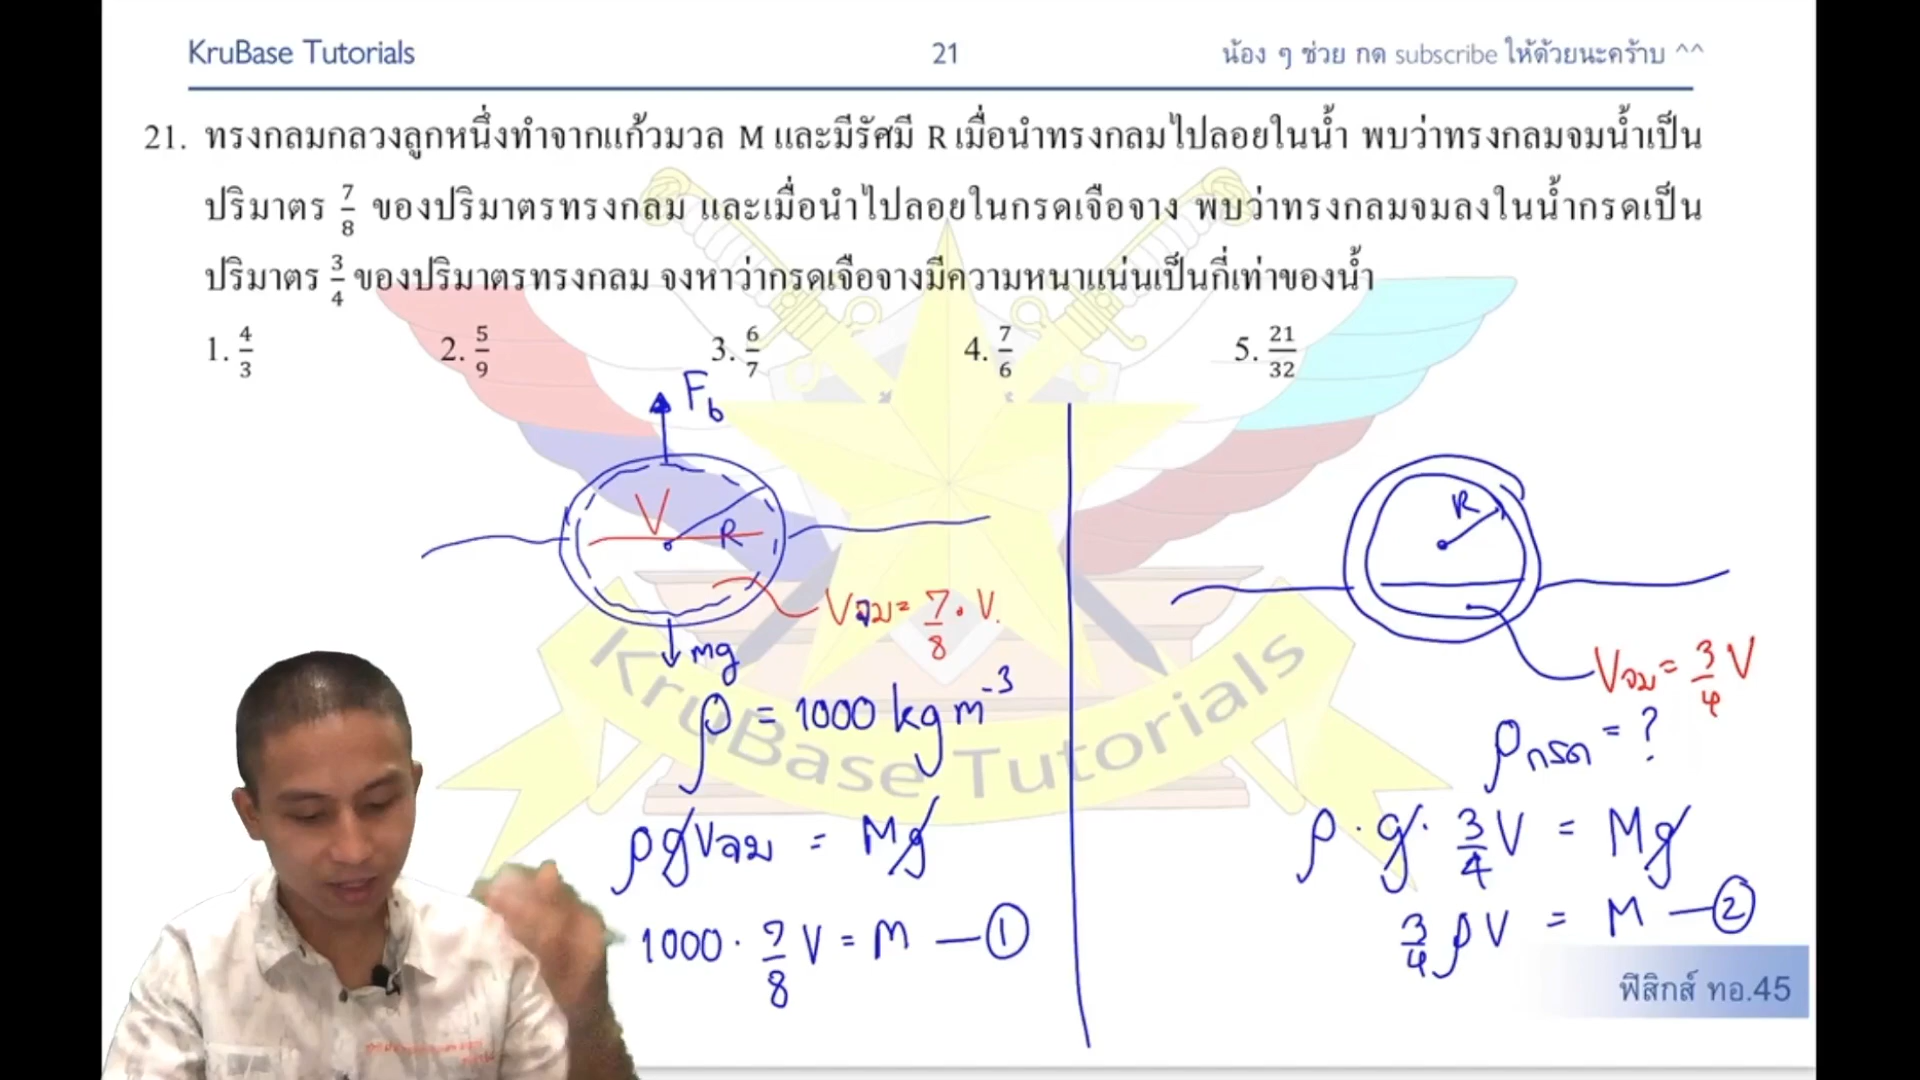 KruBase Tutorials 21 น้อง ๆ ช่วย กด subscribe ให้ด้วยนะคร้าบ ^^
21. ทรงกลมกลวงลูกหนึ่งทำจากแก้วมวล M และมีรัศมี R เมื่อนำทรงกลมไปลอยในน้ำ พบว่าทรงกลมจมน้ำเป็น
ปริมาตร 7/8 ของปริมาตรทรงกลม และเมื่อนำไปลอยในกรดเจือจาง พบว่าทรงกลมจมลงในน้ำกรดเป็น
ปริมาตร 3/4 ของปริมาตรทรงกลม จงหาว่ากรดเจือจางมีความหนาแน่นเป็นกี่เท่าของน้ำ
1. 4/3 2. 5/9 3. 6/7 4. 7/6 5. 21/32
F_b
V
R
Vจม = 7/8 · V.
mg
ρ = 1000 kg m⁻³
ρgVจม = Mg
1000 · 7/8 V = M — ①
R
Vจม = 3/4 V
ρกรด = ?
ρ · g · 3/4 V = Mg
3/4 ρV = M — ②
KruBase Tutorials
ฟิสิกส์ ทอ.45